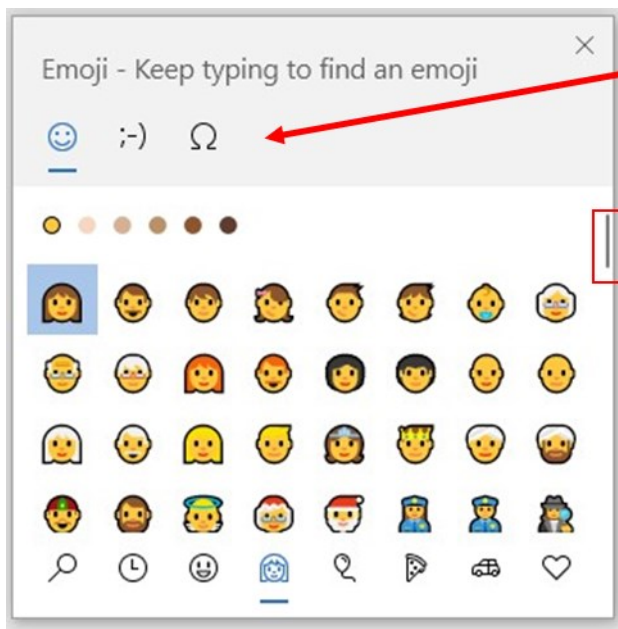 Emoji - Keep typing to find an emoji
;-) Ω